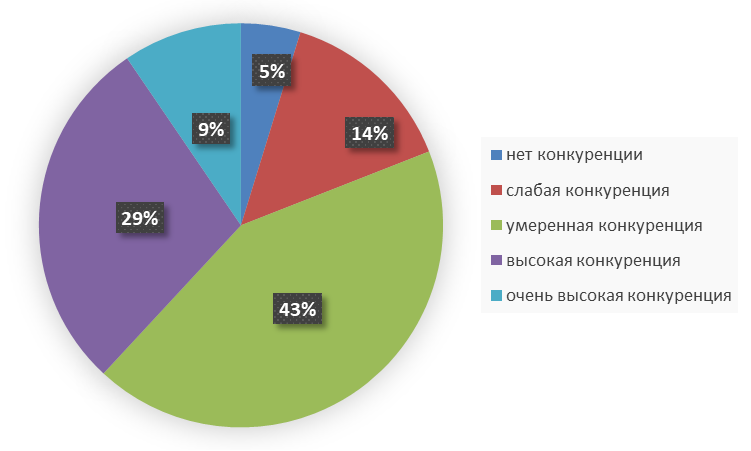 5%
14%
9%
29%
43%
нет конкуренции
слабая конкуренция
умеренная конкуренция
высокая конкуренция
очень высокая конкуренция